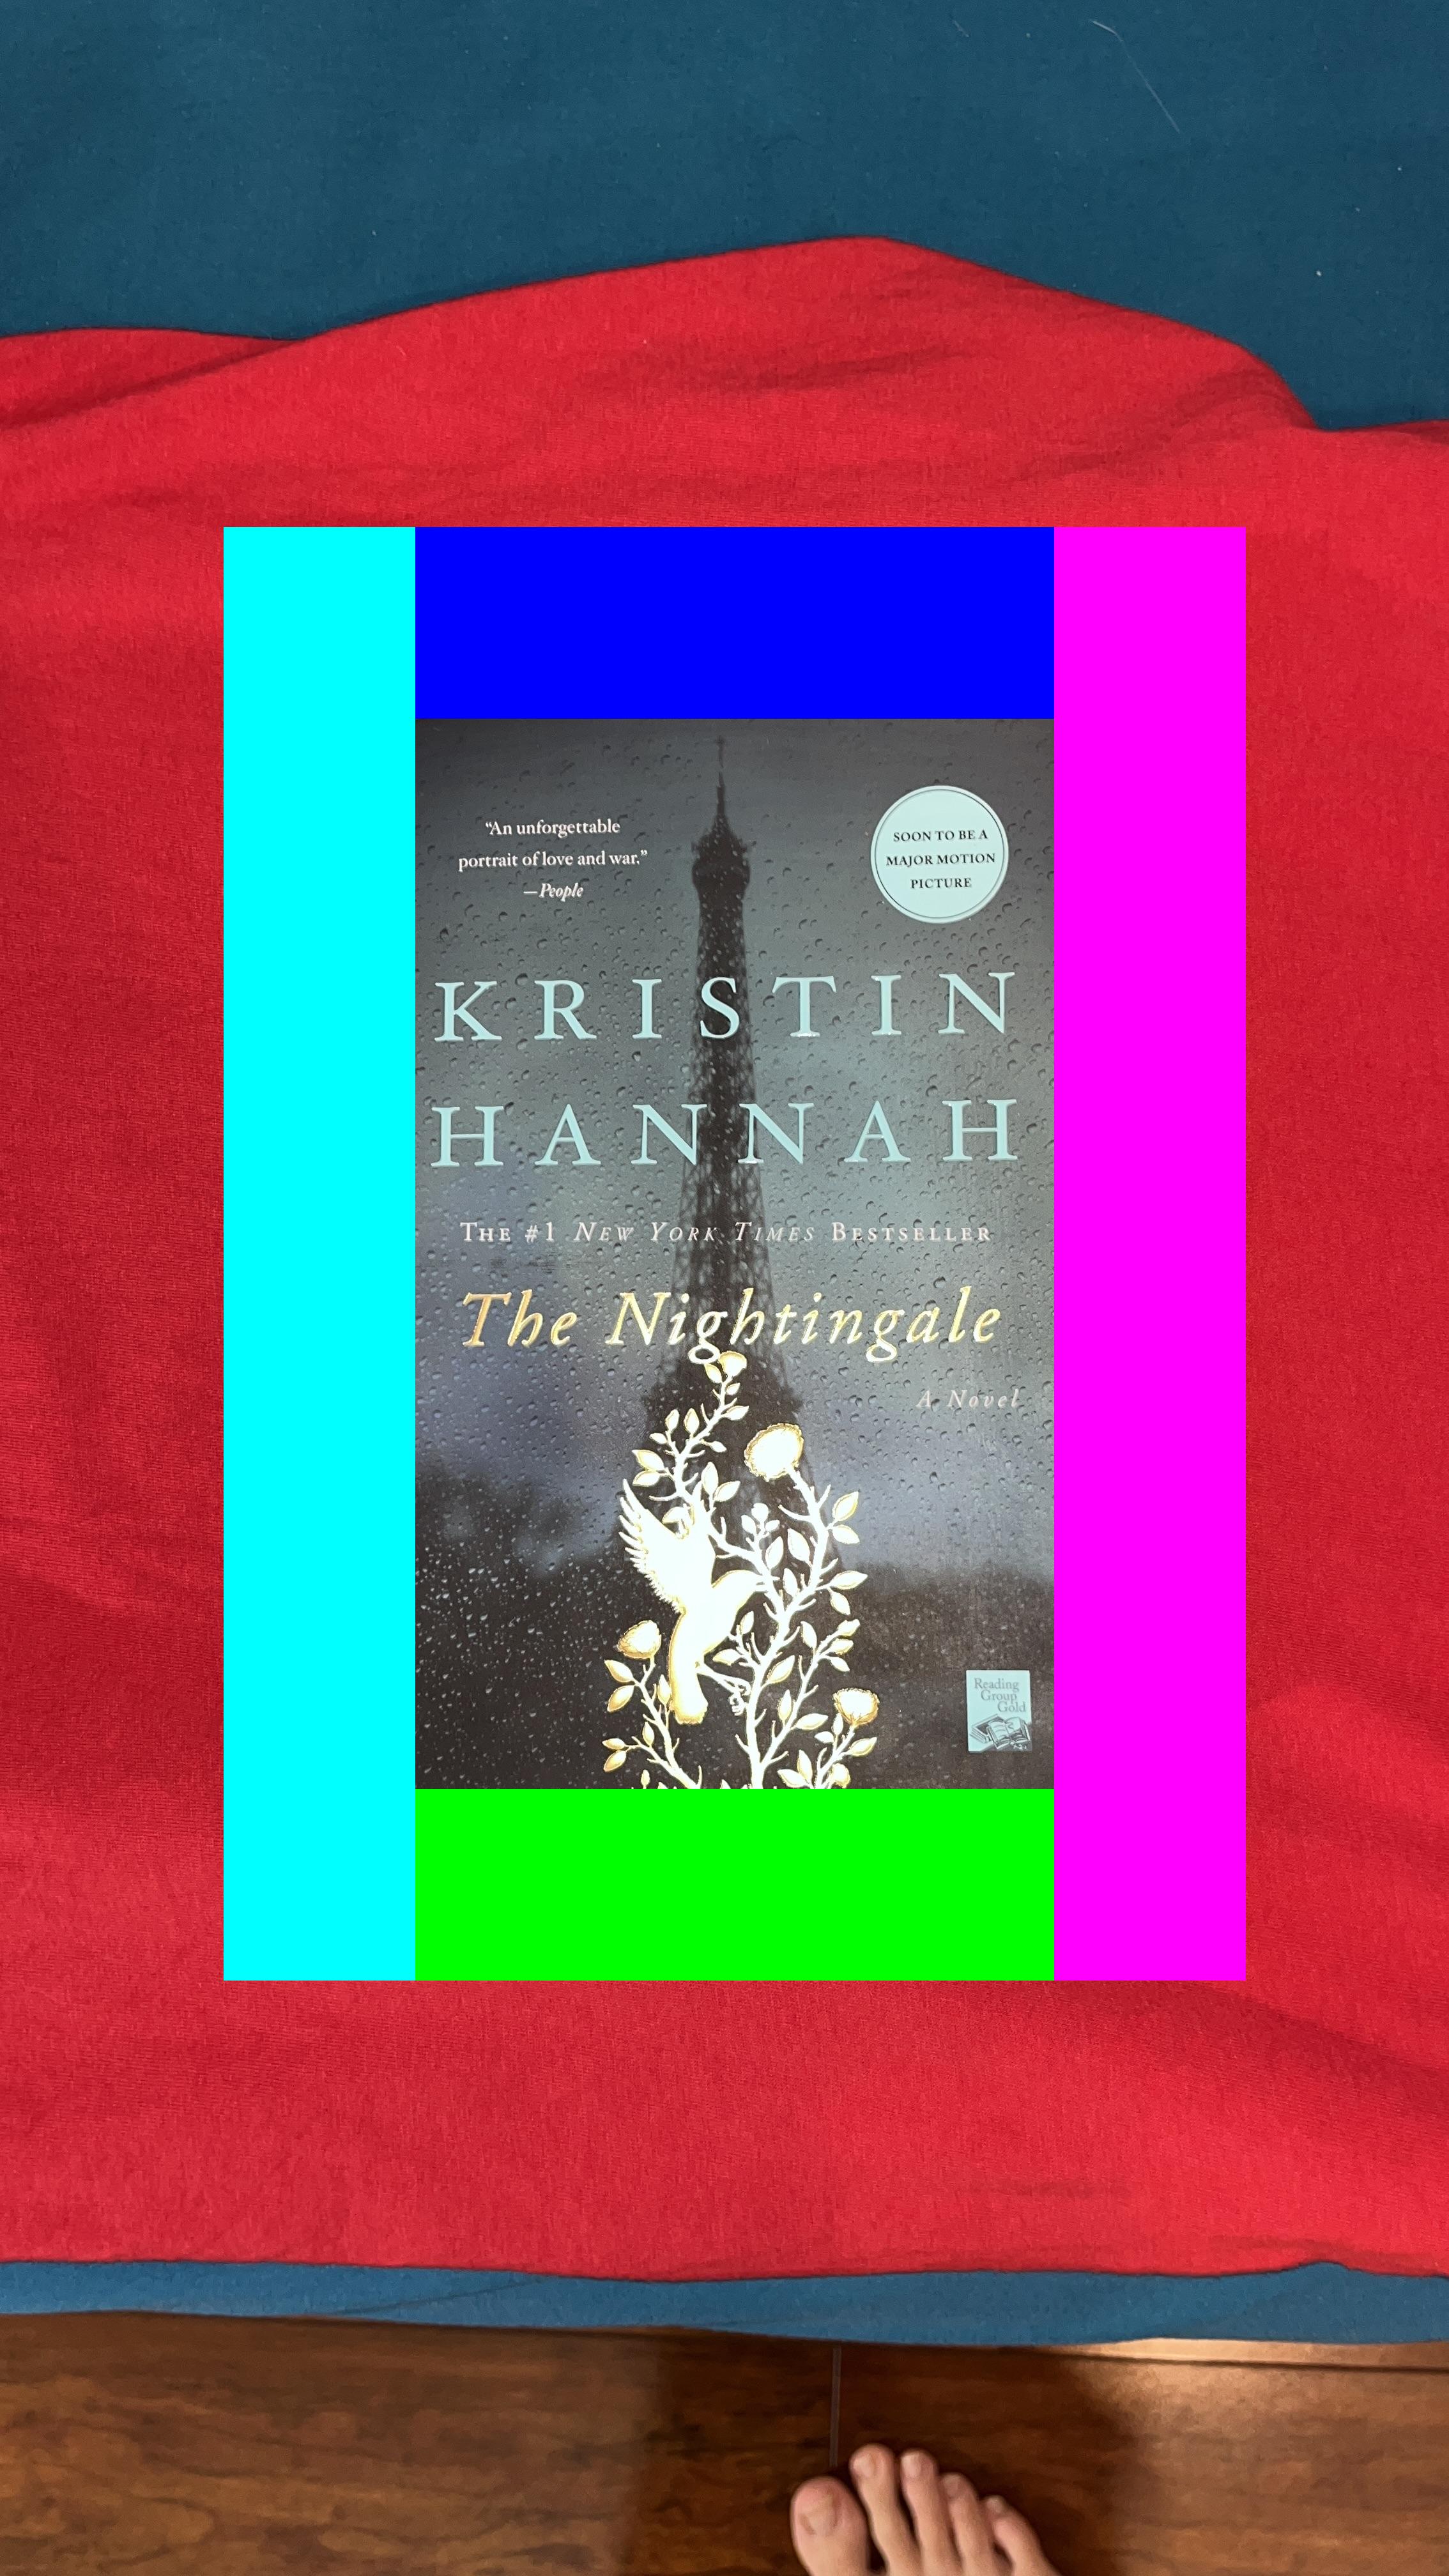 “An unforgettable
portrait of love and war.”
—People
SOON TO BE A
MAJOR MOTION
PICTURE
KRISTIN
HANNAH
THE #1 NEW YORK TIMES BESTSELLER
The Nightingale
A Novel
Reading
Group
Gold